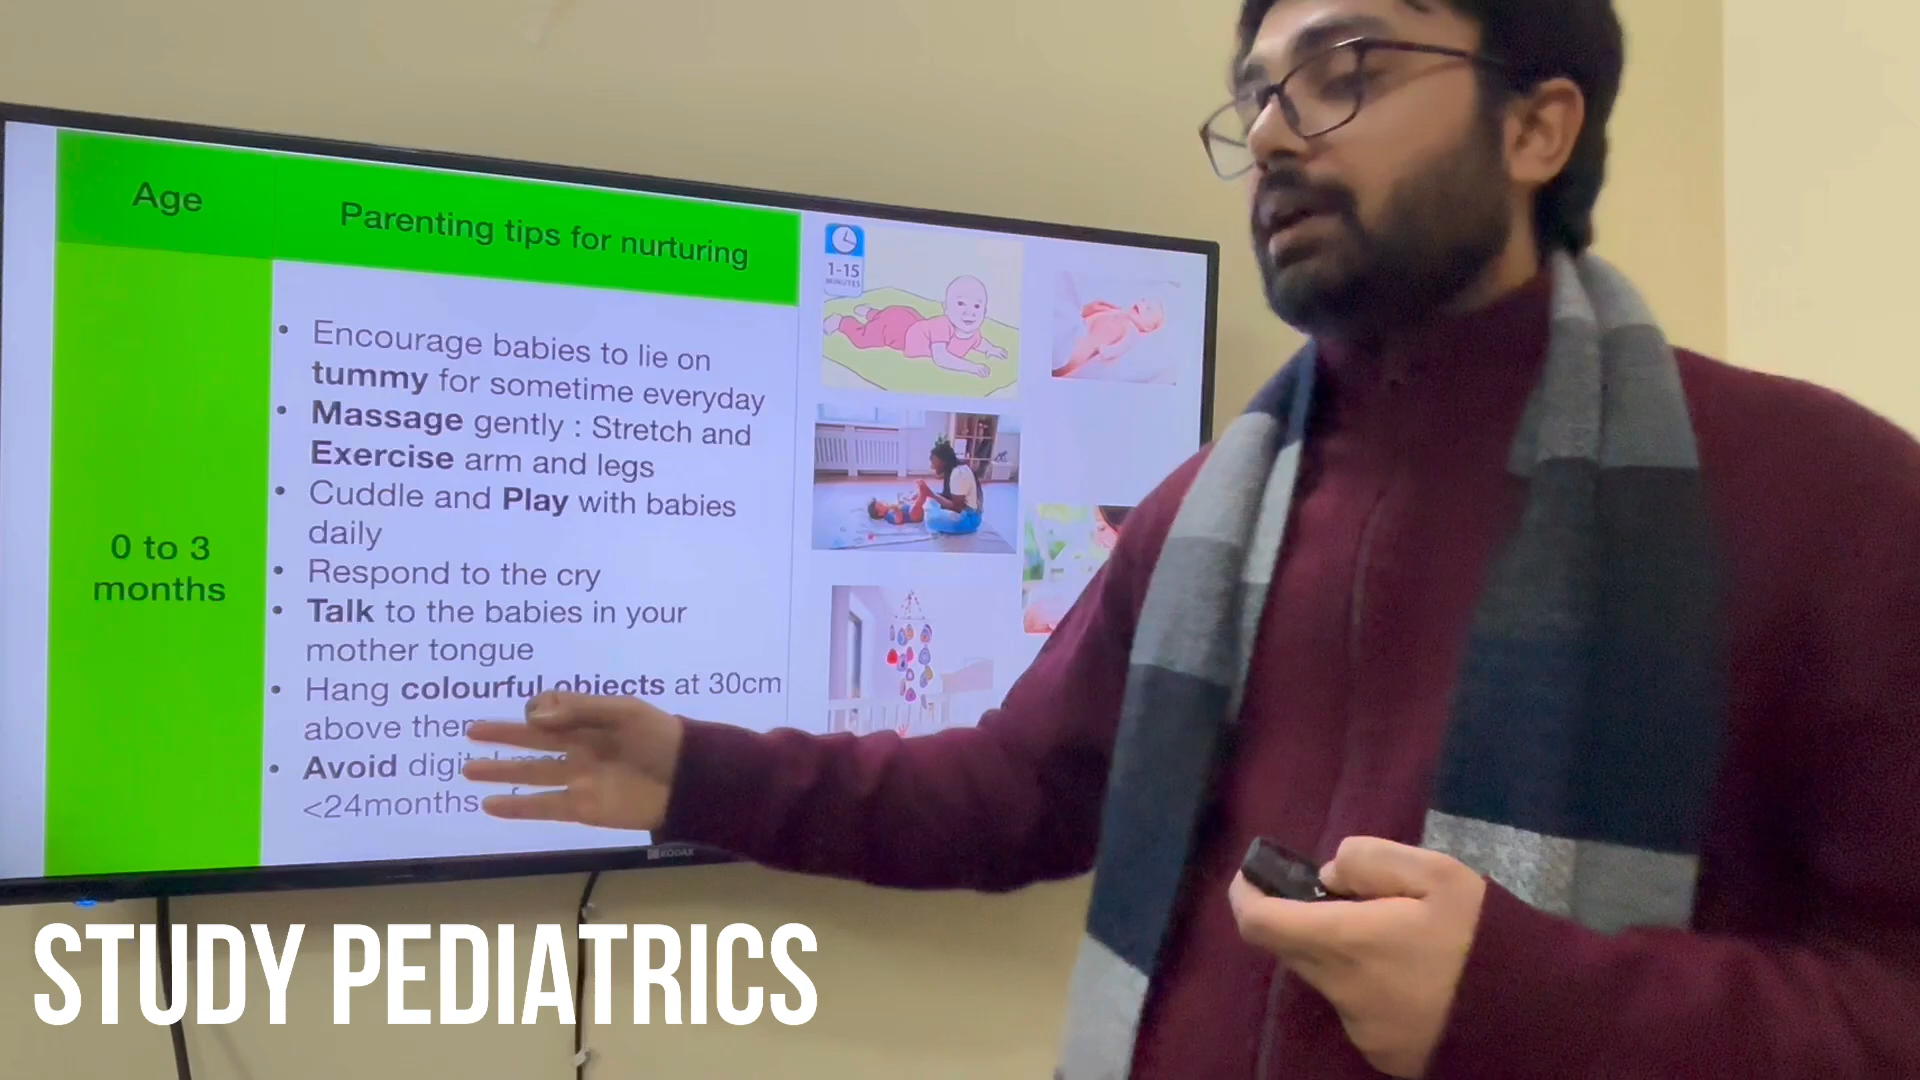 Age
Parenting tips for nurturing
1-15
MINUTES
0 to 3
months
• Encourage babies to lie on
tummy for sometime everyday
• Massage gently : Stretch and
Exercise arm and legs
• Cuddle and Play with babies
daily
• Respond to the cry
• Talk to the babies in your
mother tongue
• Hang colourful objects at 30cm
above
• Avoid
<24months
KODAK
STUDY PEDIATRICS